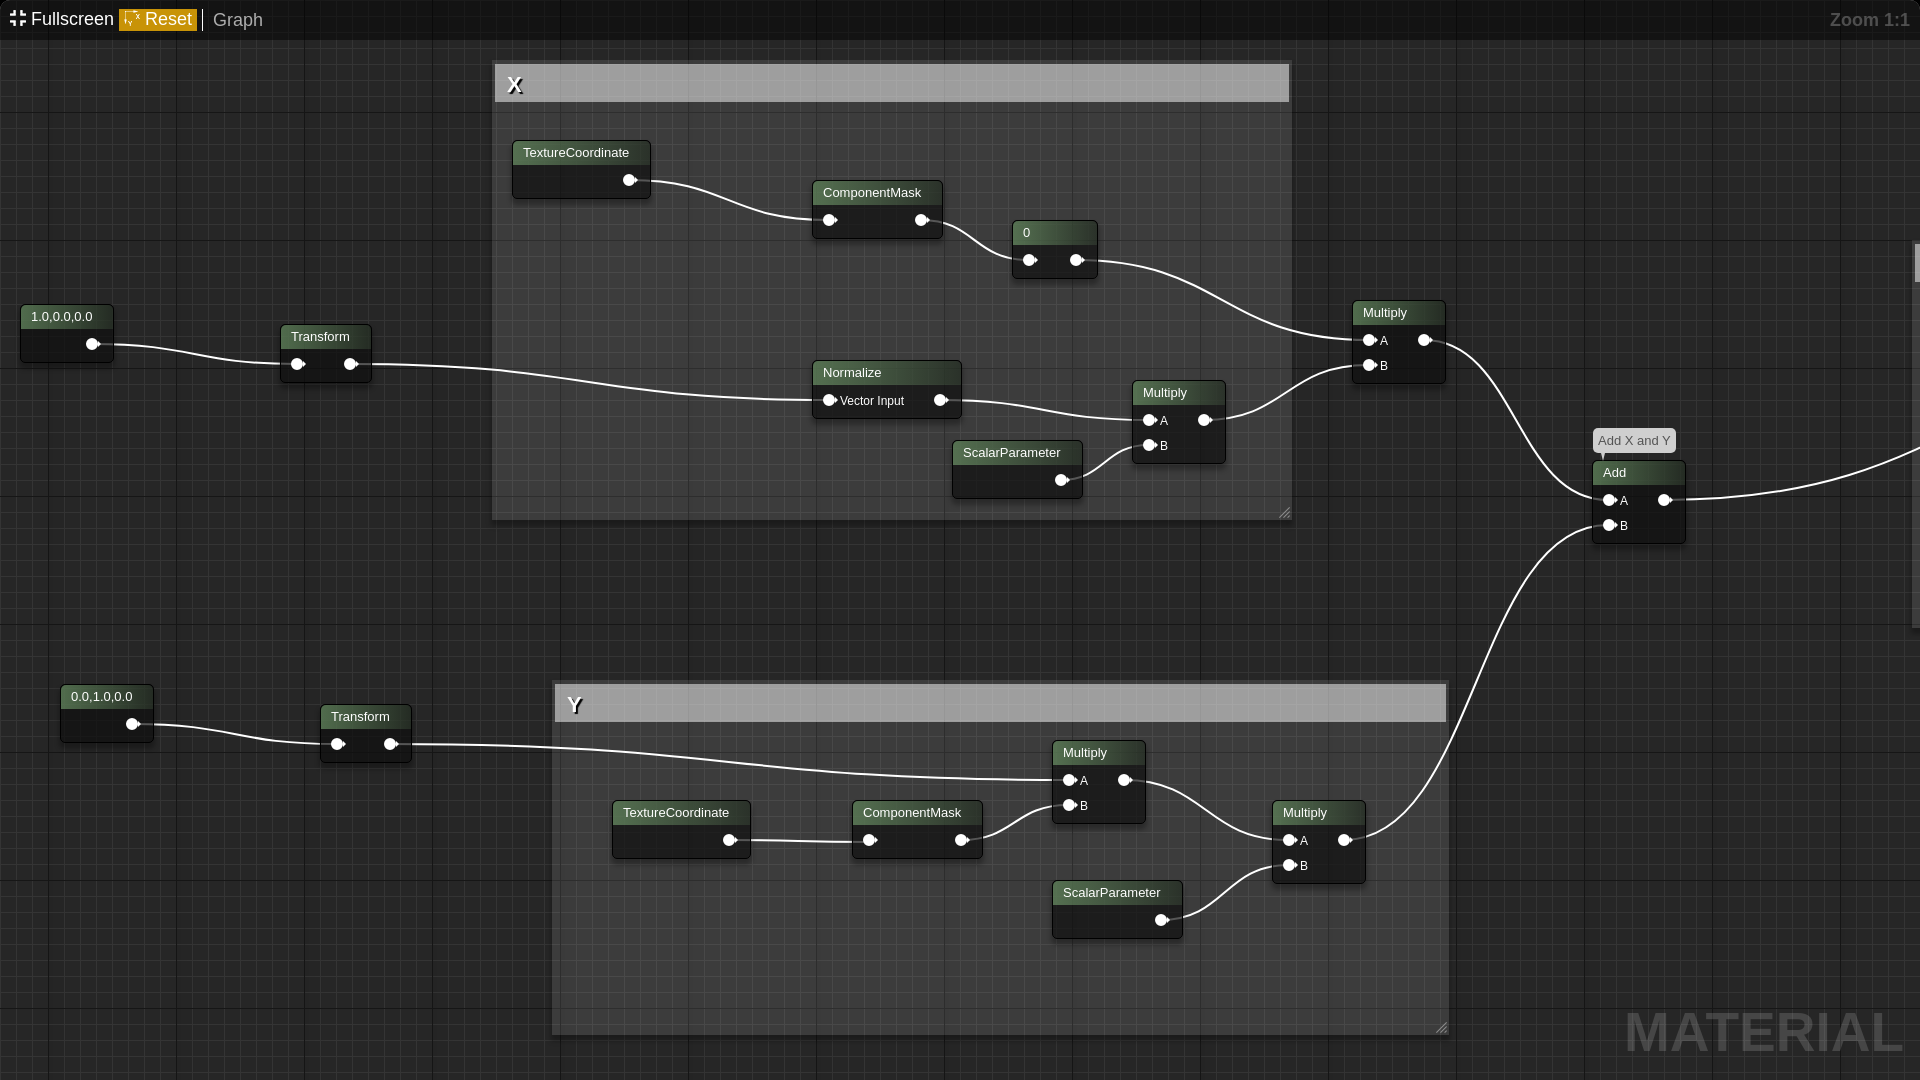 Fullscreen Reset Graph
Zoom 1:1
X
TextureCoordinate
ComponentMask
0
1.0,0.0,0.0
Transform
Normalize
Vector Input
ScalarParameter
Multiply
A
B
Multiply
A
B
Add X and Y
Add
A
B
0.0,1.0,0.0
Transform
Y
TextureCoordinate
ComponentMask
Multiply
A
B
ScalarParameter
Multiply
A
B
MATERIAL